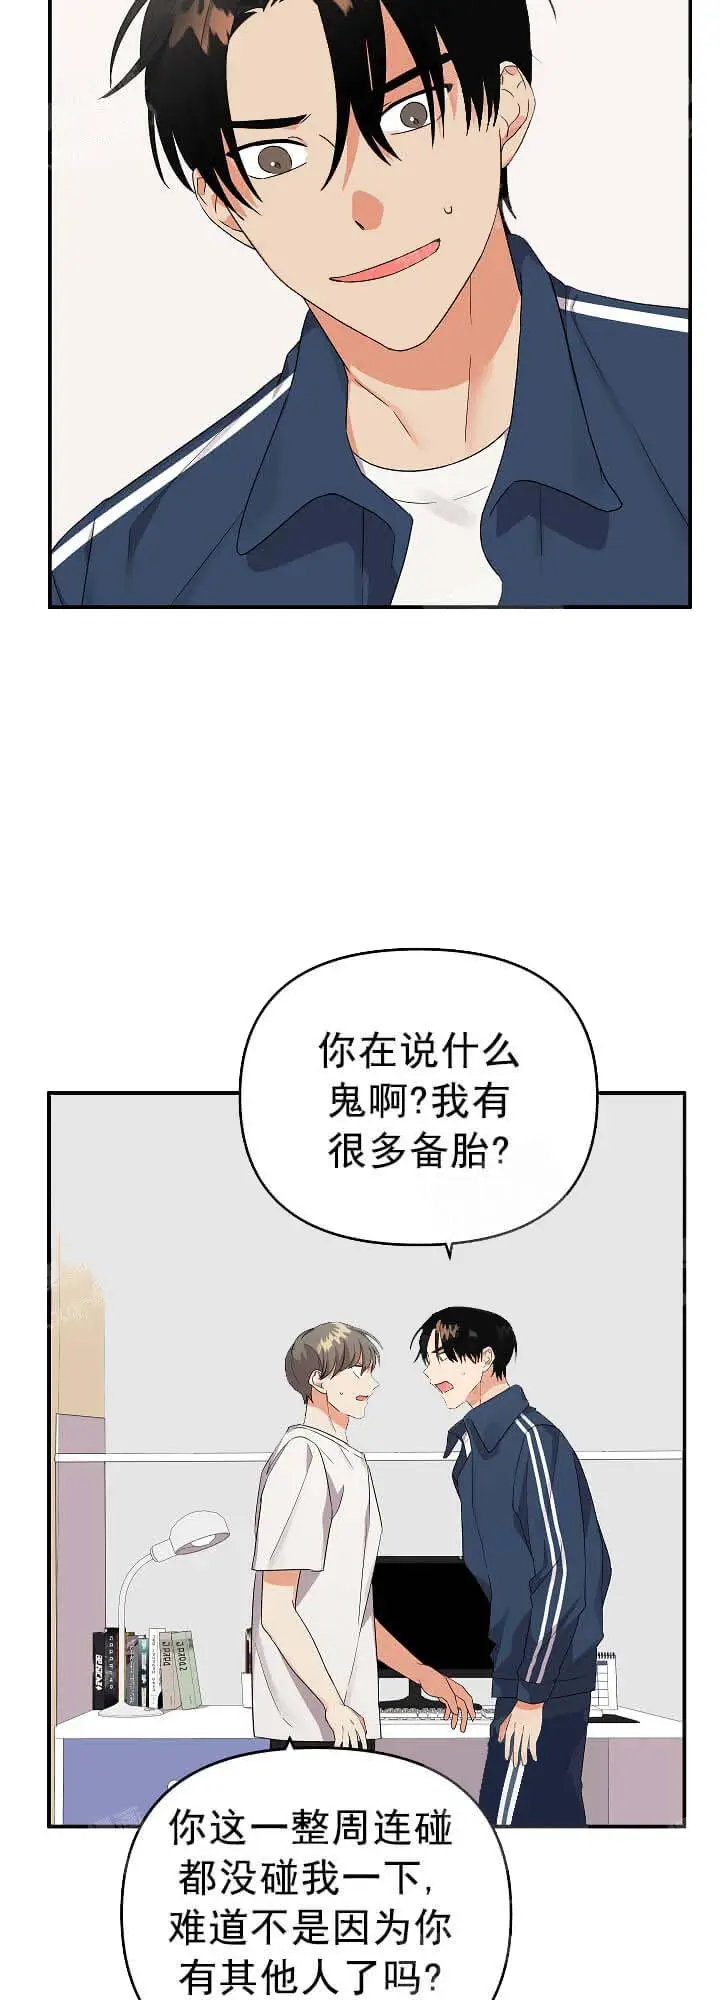 你在说什么
鬼啊?我有
很多备胎?
你这一整周连碰
都没碰我一下,
难道不是因为你
有其他人了吗?